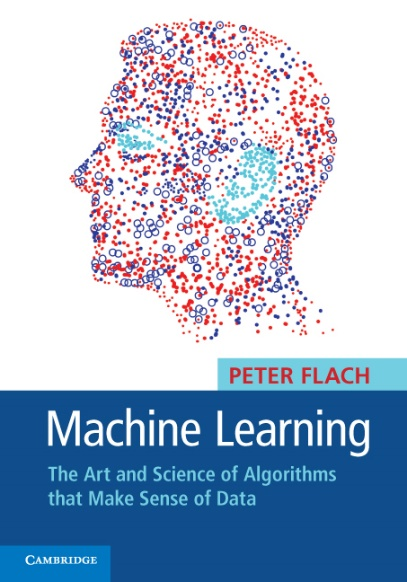 PETER FLACH
Machine Learning
The Art and Science of Algorithms
that Make Sense of Data
CAMBRIDGE